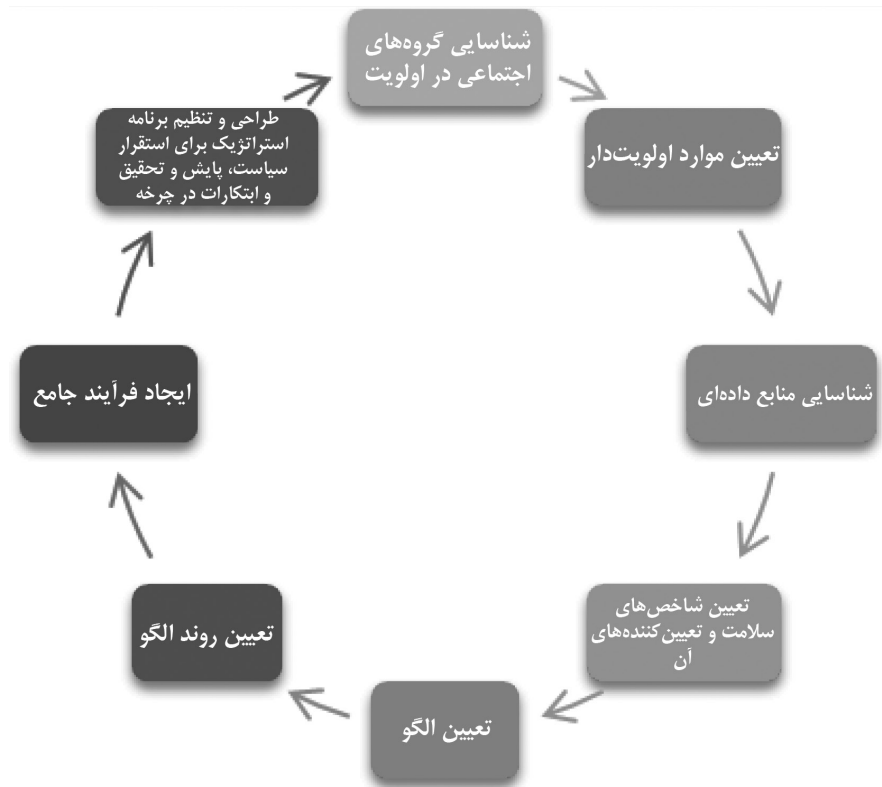 شناسایی گروه‌های
اجتماعی در اولویت
تعیین موارد اولویت‌دار
شناسایی منابع داده‌ای
تعیین شاخص‌های
سلامت و تعیین‌کننده‌های
آن
تعیین الگو
تعیین روند الگو
ایجاد فرآیند جامع
طراحی و تنظیم برنامه
استراتژیک برای استقرار
سیاست، پایش و تحقیق
و ابتکارات در چرخه